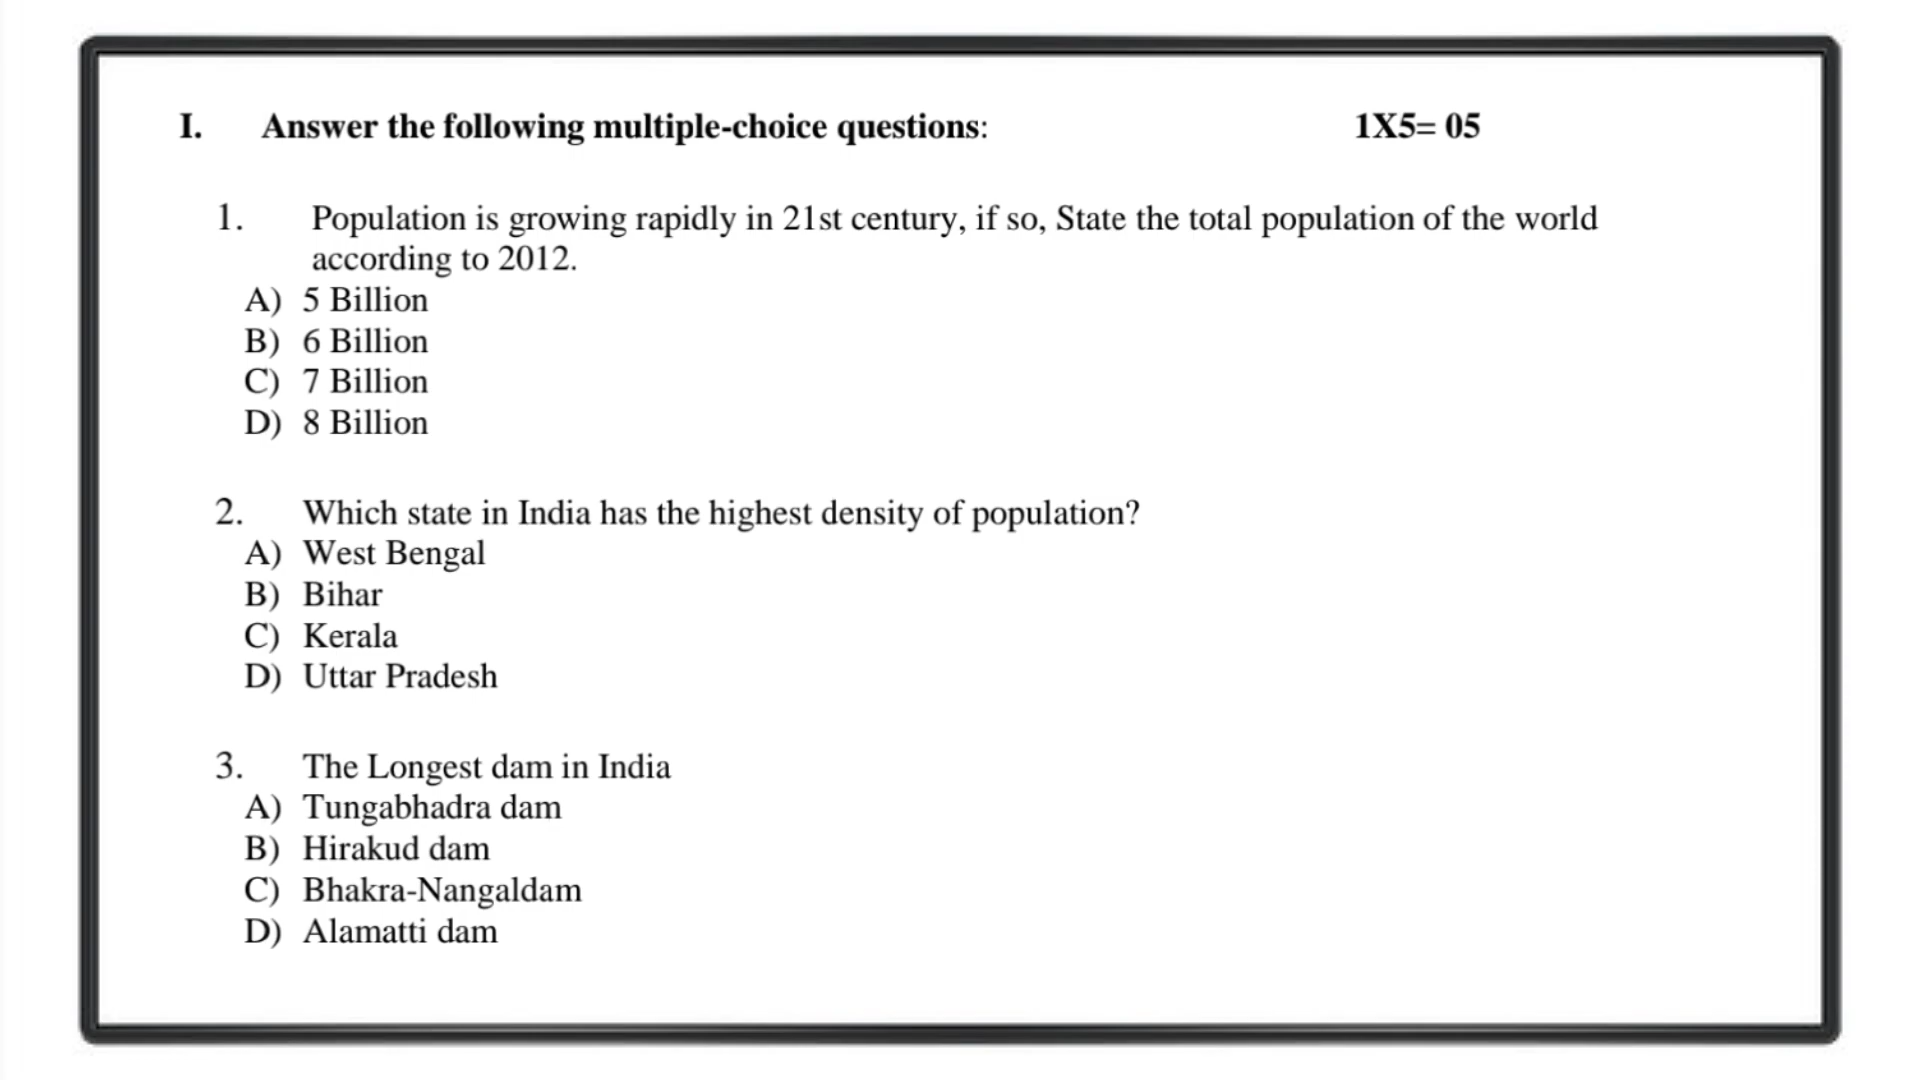 I. Answer the following multiple-choice questions: 1X5= 05
1. Population is growing rapidly in 21st century, if so, State the total population of the world
according to 2012.
A) 5 Billion
B) 6 Billion
C) 7 Billion
D) 8 Billion
2. Which state in India has the highest density of population?
A) West Bengal
B) Bihar
C) Kerala
D) Uttar Pradesh
3. The Longest dam in India
A) Tungabhadra dam
B) Hirakud dam
C) Bhakra-Nangaldam
D) Alamatti dam